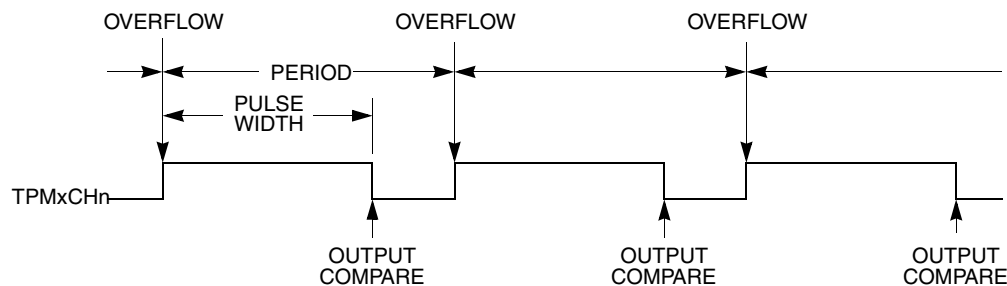 OVERFLOW
OVERFLOW
OVERFLOW
PERIOD
PULSE
WIDTH
TPMxCHn
OUTPUT
COMPARE
OUTPUT
COMPARE
OUTPUT
COMPARE